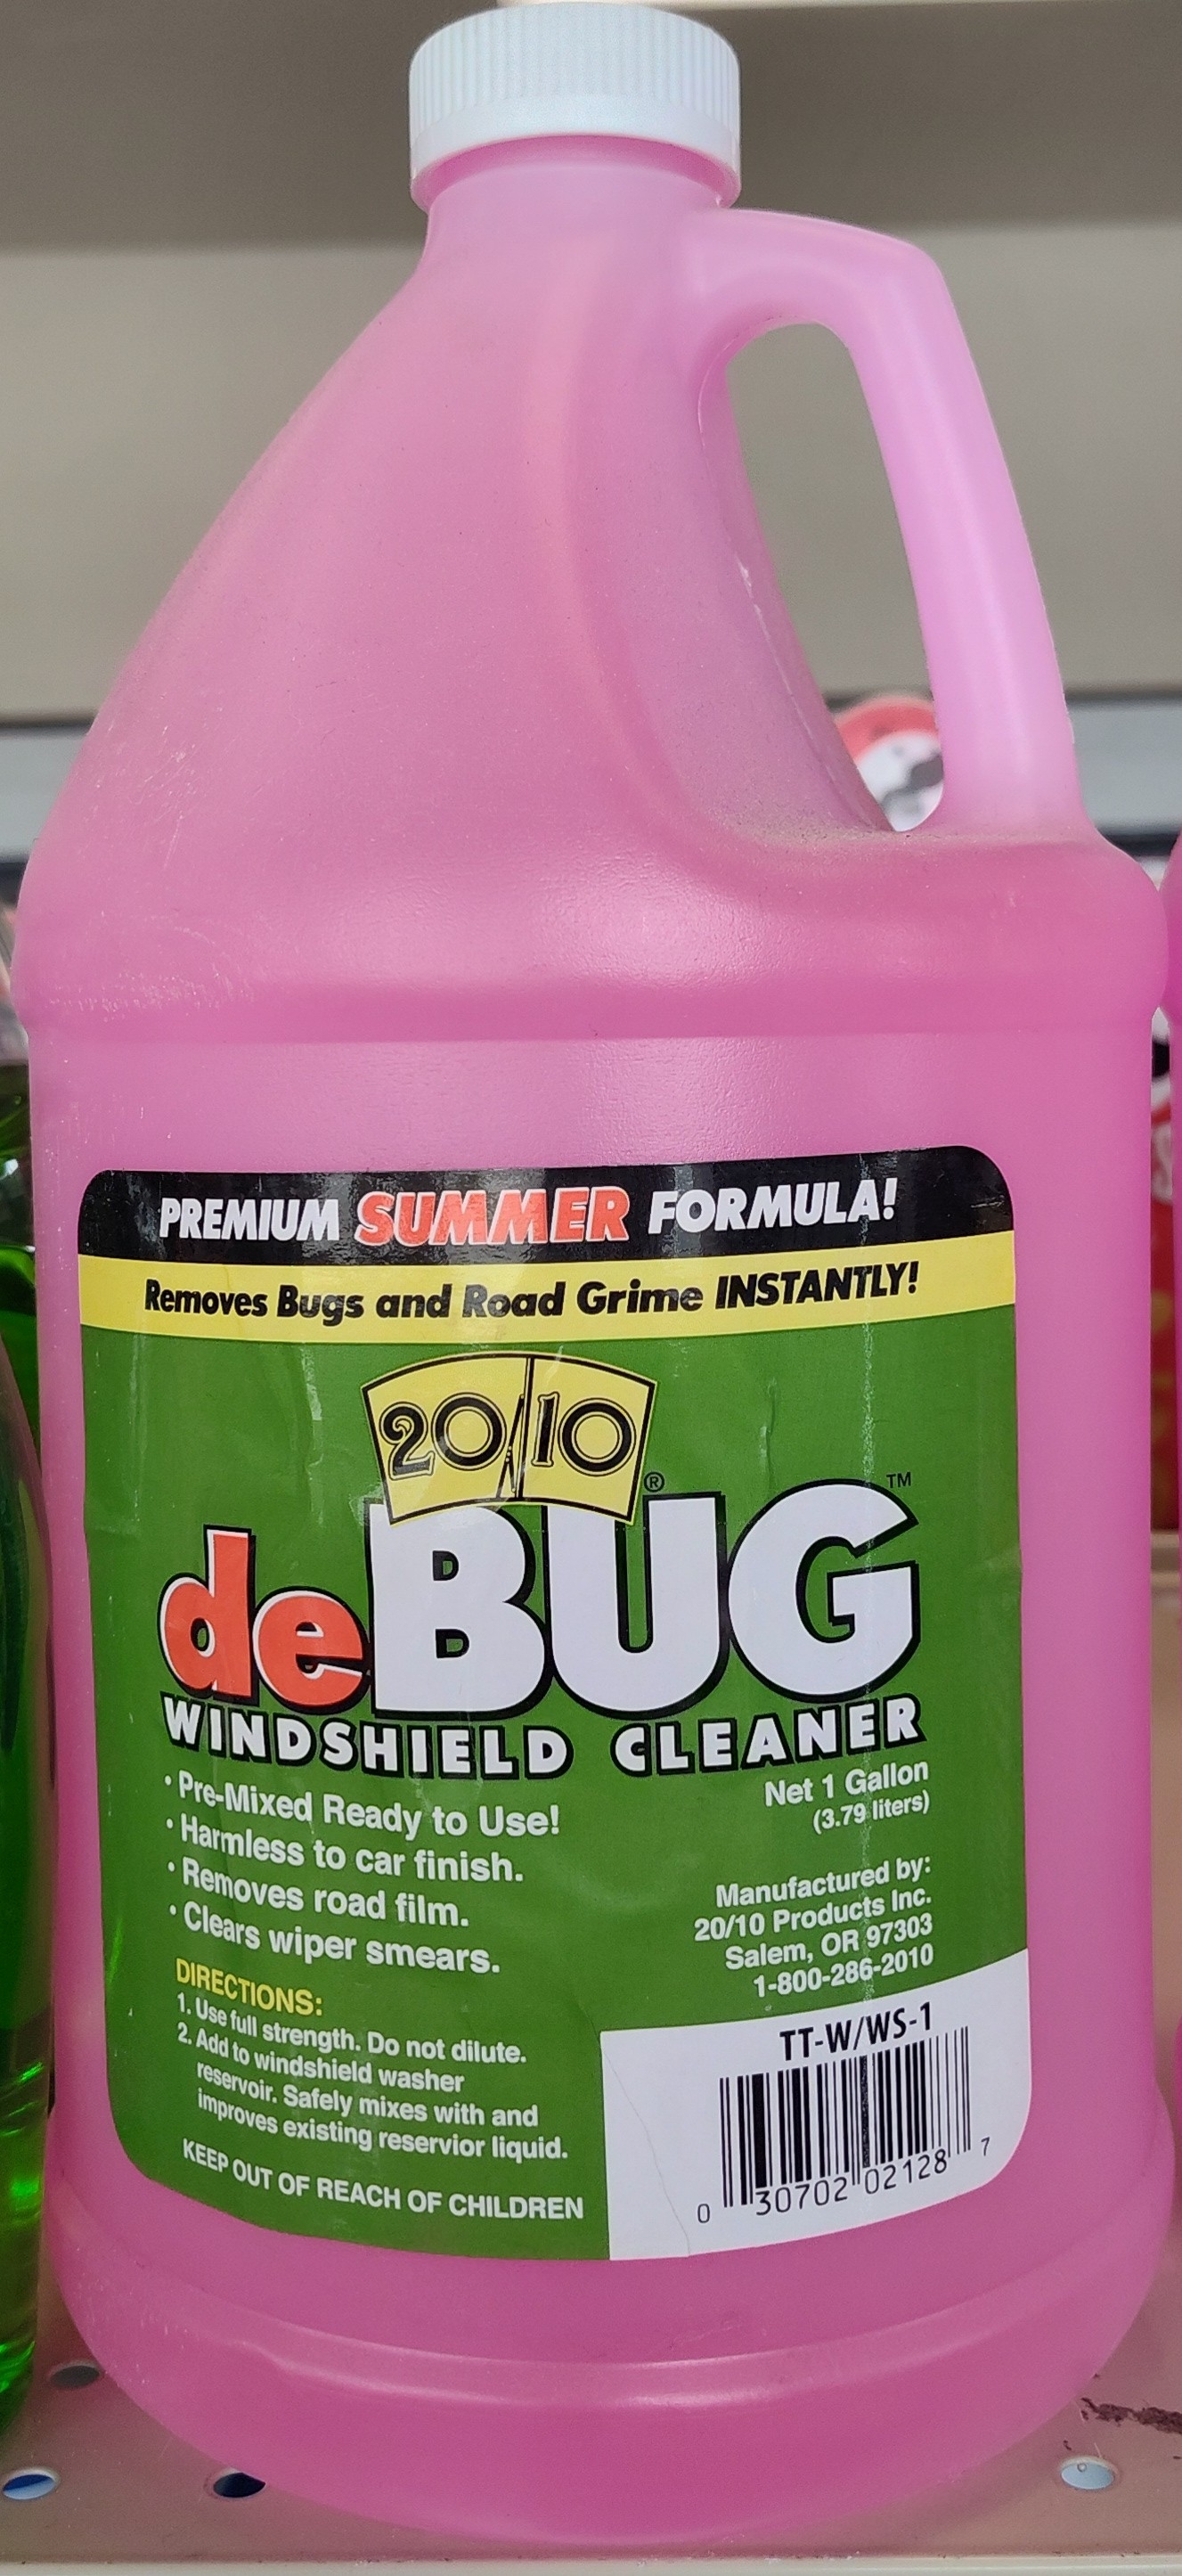 PREMIUM SUMMER FORMULA!
Removes Bugs and Road Grime INSTANTLY!
20/10®
deBUG™
WINDSHIELD CLEANER
• Pre-Mixed Ready to Use!
• Harmless to car finish.
• Removes road film.
• Clears wiper smears.
Net 1 Gallon
(3.79 liters)
Manufactured by:
20/10 Products Inc.
Salem, OR 97303
1-800-286-2010
DIRECTIONS:
1. Use full strength. Do not dilute.
2. Add to windshield washer
reservoir. Safely mixes with and
improves existing reservior liquid.
KEEP OUT OF REACH OF CHILDREN
TT-W/WS-1
0 30702 02128 7